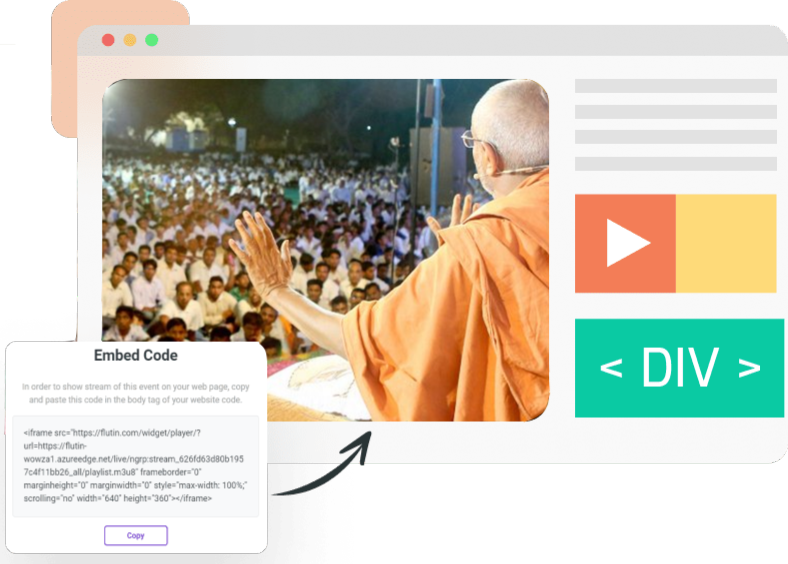 Embed Code
In order to show stream of this event on your web page, copy
and paste this code in the body tag of your website code.
<iframe src="https://flutin.com/widget/player/?
url=https://flutin-
wowza1.azureedge.net/live/ngrp:stream_626fd63d80b195
7c4f11bb26_all/playlist.m3u8" frameborder="0"
marginheight="0" marginwidth="0" style="max-width: 100%;"
scrolling="no" width="640" height="360"></iframe>
Copy
< DIV >